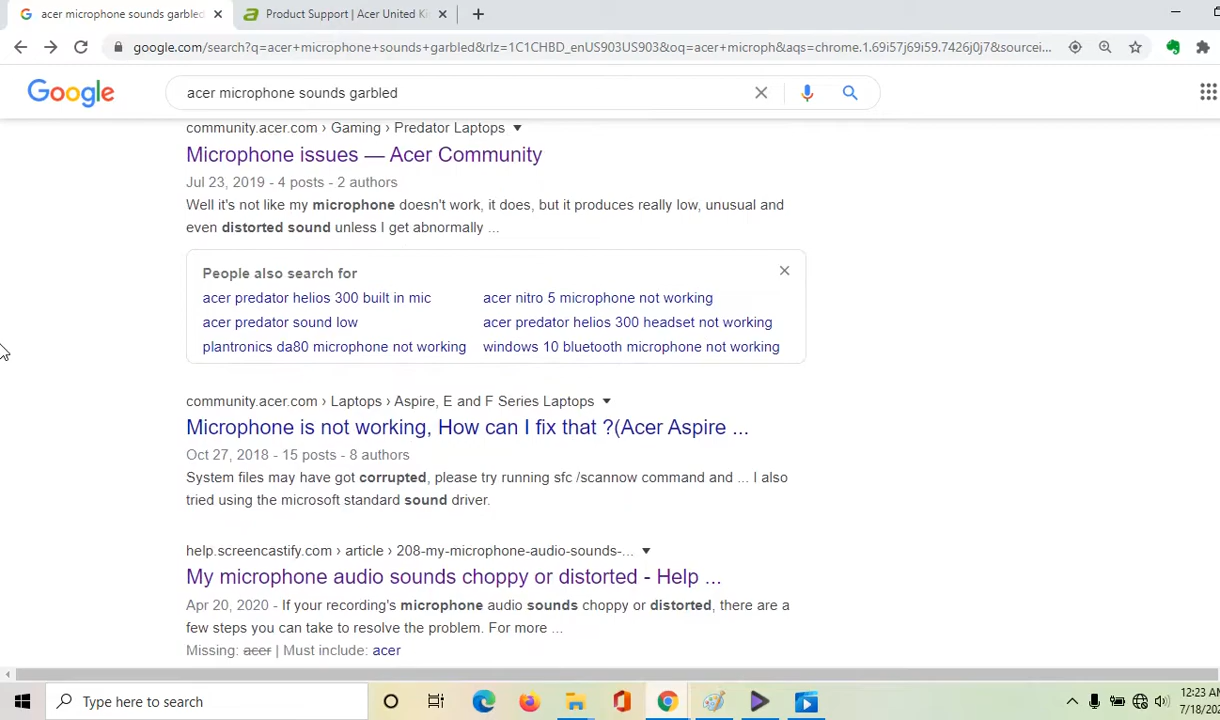 acer microphone sounds garbled
Product Support | Acer United Ki
google.com/search?q=acer+microphone+sounds+garbled&rlz=1C1CHBD_enUS903US903&oq=acer+microph&aqs=chrome.1.69i57j69i59.7426j0j7&sourcei...
Google
acer microphone sounds garbled
community.acer.com › Gaming › Predator Laptops
Microphone issues — Acer Community
Jul 23, 2019 - 4 posts - 2 authors
Well it's not like my microphone doesn't work, it does, but it produces really low, unusual and
even distorted sound unless I get abnormally ...
People also search for
acer predator helios 300 built in mic
acer nitro 5 microphone not working
acer predator sound low
acer predator helios 300 headset not working
plantronics da80 microphone not working
windows 10 bluetooth microphone not working
community.acer.com › Laptops › Aspire, E and F Series Laptops
Microphone is not working, How can I fix that ?(Acer Aspire ...
Oct 27, 2018 - 15 posts - 8 authors
System files may have got corrupted, please try running sfc /scannow command and ... I also
tried using the microsoft standard sound driver.
help.screencastify.com › article › 208-my-microphone-audio-sounds-...
My microphone audio sounds choppy or distorted - Help ...
Apr 20, 2020 - If your recording's microphone audio sounds choppy or distorted, there are a
few steps you can take to resolve the problem. For more ...
Missing: acer | Must include: acer
Type here to search
12:23 AM
7/18/202